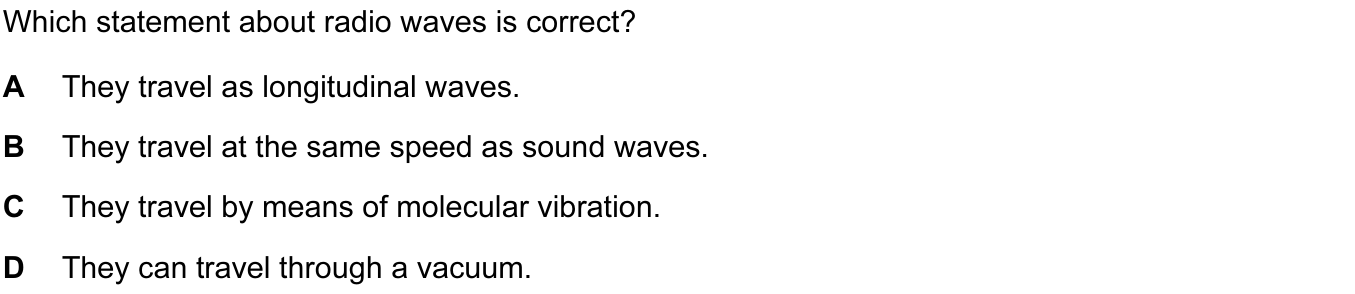 Which statement about radio waves is correct?
A They travel as longitudinal waves.
B They travel at the same speed as sound waves.
C They travel by means of molecular vibration.
D They can travel through a vacuum.